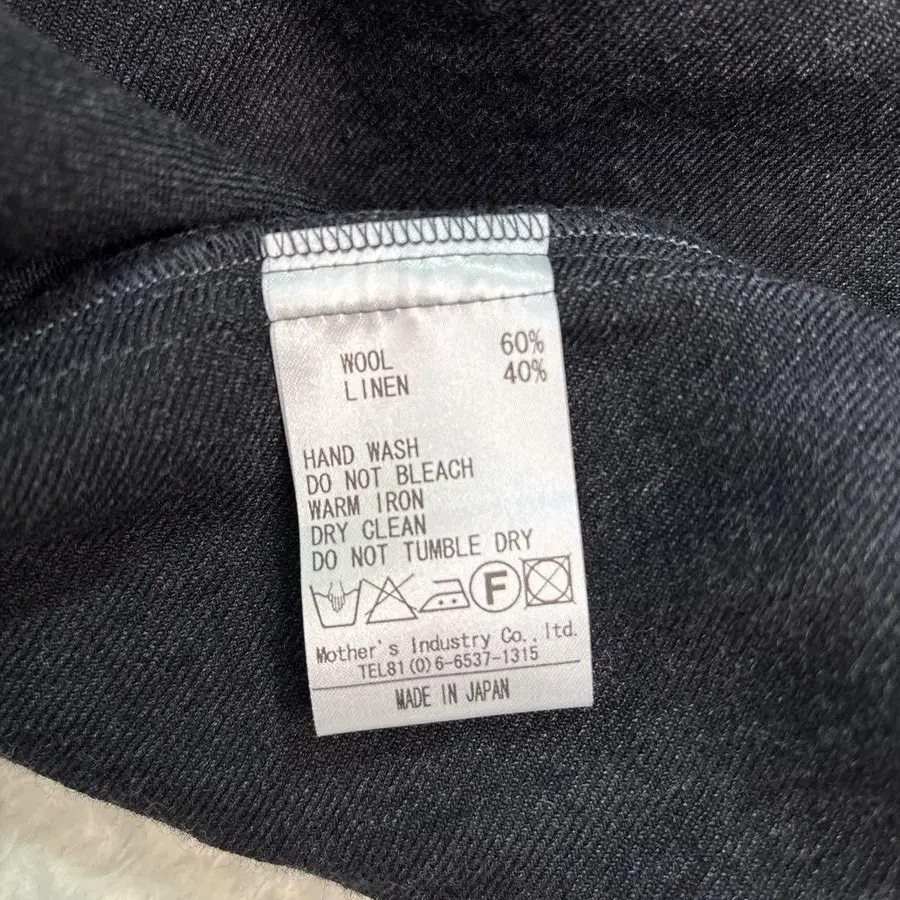 WOOL 60%
LINEN 40%
HAND WASH
DO NOT BLEACH
WARM IRON
DRY CLEAN
DO NOT TUMBLE DRY
F
Mother's Industry Co.,ltd.
TEL81(0)6-6537-1315
MADE IN JAPAN